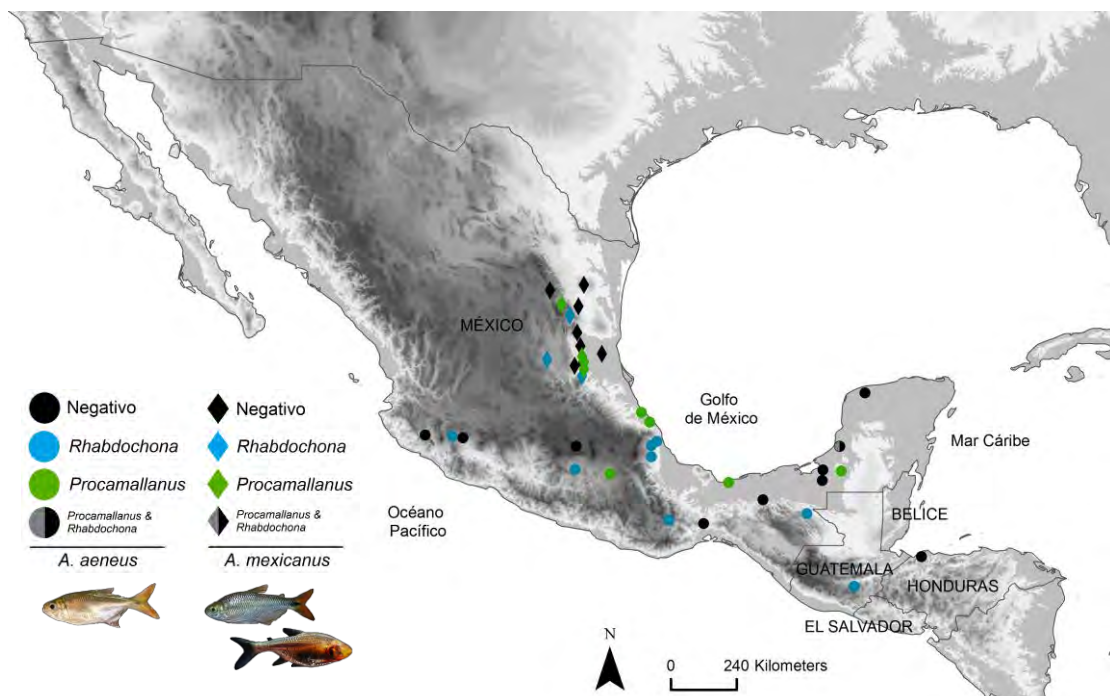 MÉXICO
Golfo
de México
Mar Cáribe
Océano
Pacífico
BELICE
GUATEMALA
HONDURAS
EL SALVADOR
Negativo
Rhabdochona
Procamallanus
Procamallanus &
Rhabdochona
A. aeneus
Negativo
Rhabdochona
Procamallanus
Procamallanus &
Rhabdochona
A. mexicanus
N
0 240 Kilometers